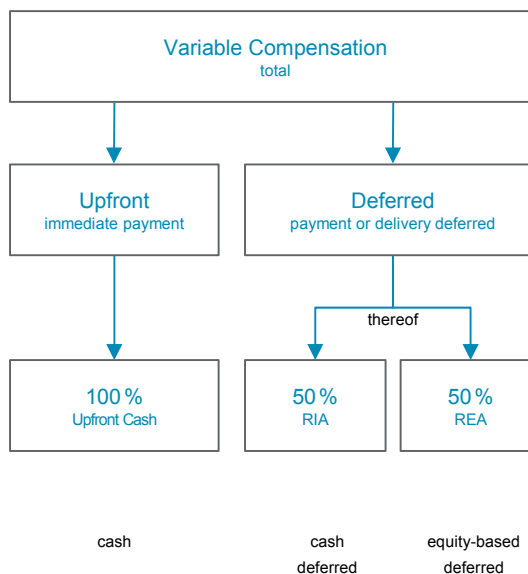 Variable Compensation
total
Upfront
immediate payment
Deferred
payment or delivery deferred
thereof
100 %
Upfront Cash
50 %
RIA
50 %
REA
cash
cash
deferred
equity-based
deferred